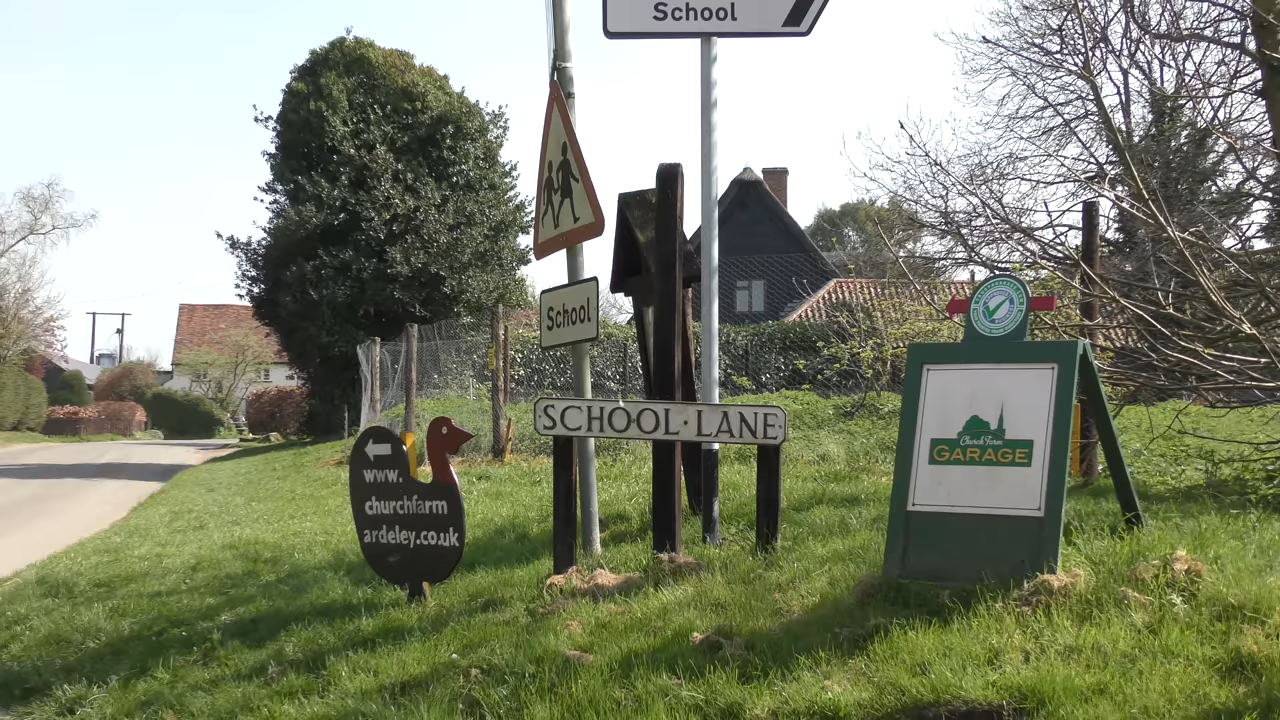 School
School
SCHOOL LANE
www.
churchfarm
ardeley.co.uk
Church Farm
GARAGE